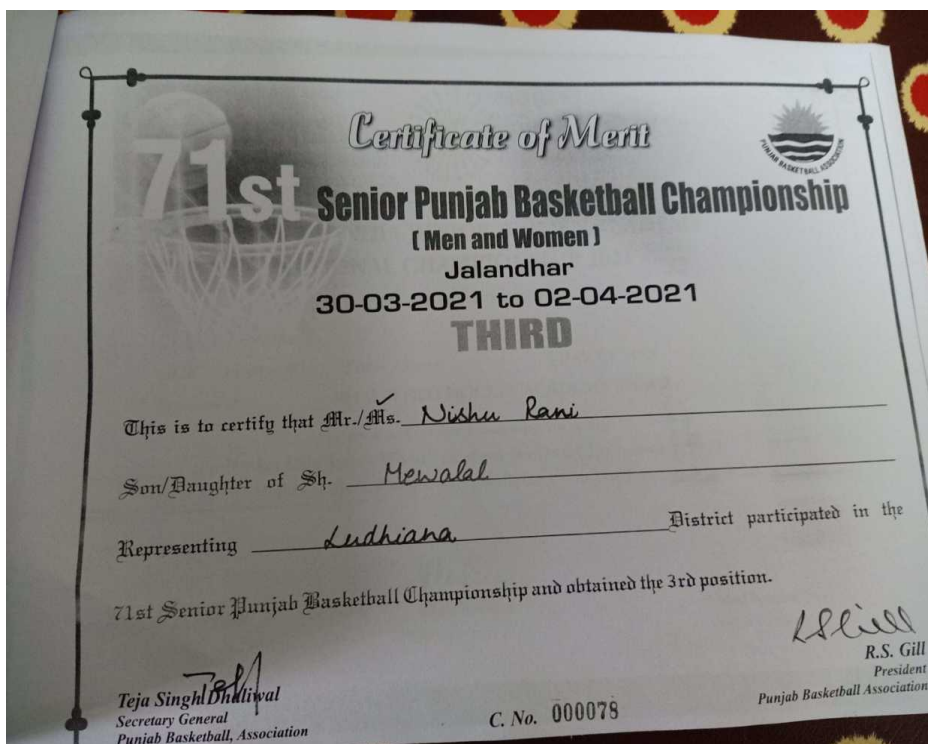 Certificate of Merit
71st
PUNJAB BASKETBALL ASSOCIATION
Senior Punjab Basketball Championship
( Men and Women )
Jalandhar
30-03-2021 to 02-04-2021
THIRD
This is to certify that Mr./Ms. Nishu Rani
Son/Daughter of Sh. Mewalal
Representing Ludhiana District participated in the
71st Senior Punjab Basketball Championship and obtained the 3rd position.
Teja Singh Dhaliwal
Secretary General
Punjab Basketball, Association
C. No. 000078
R.S. Gill
President
Punjab Basketball Association